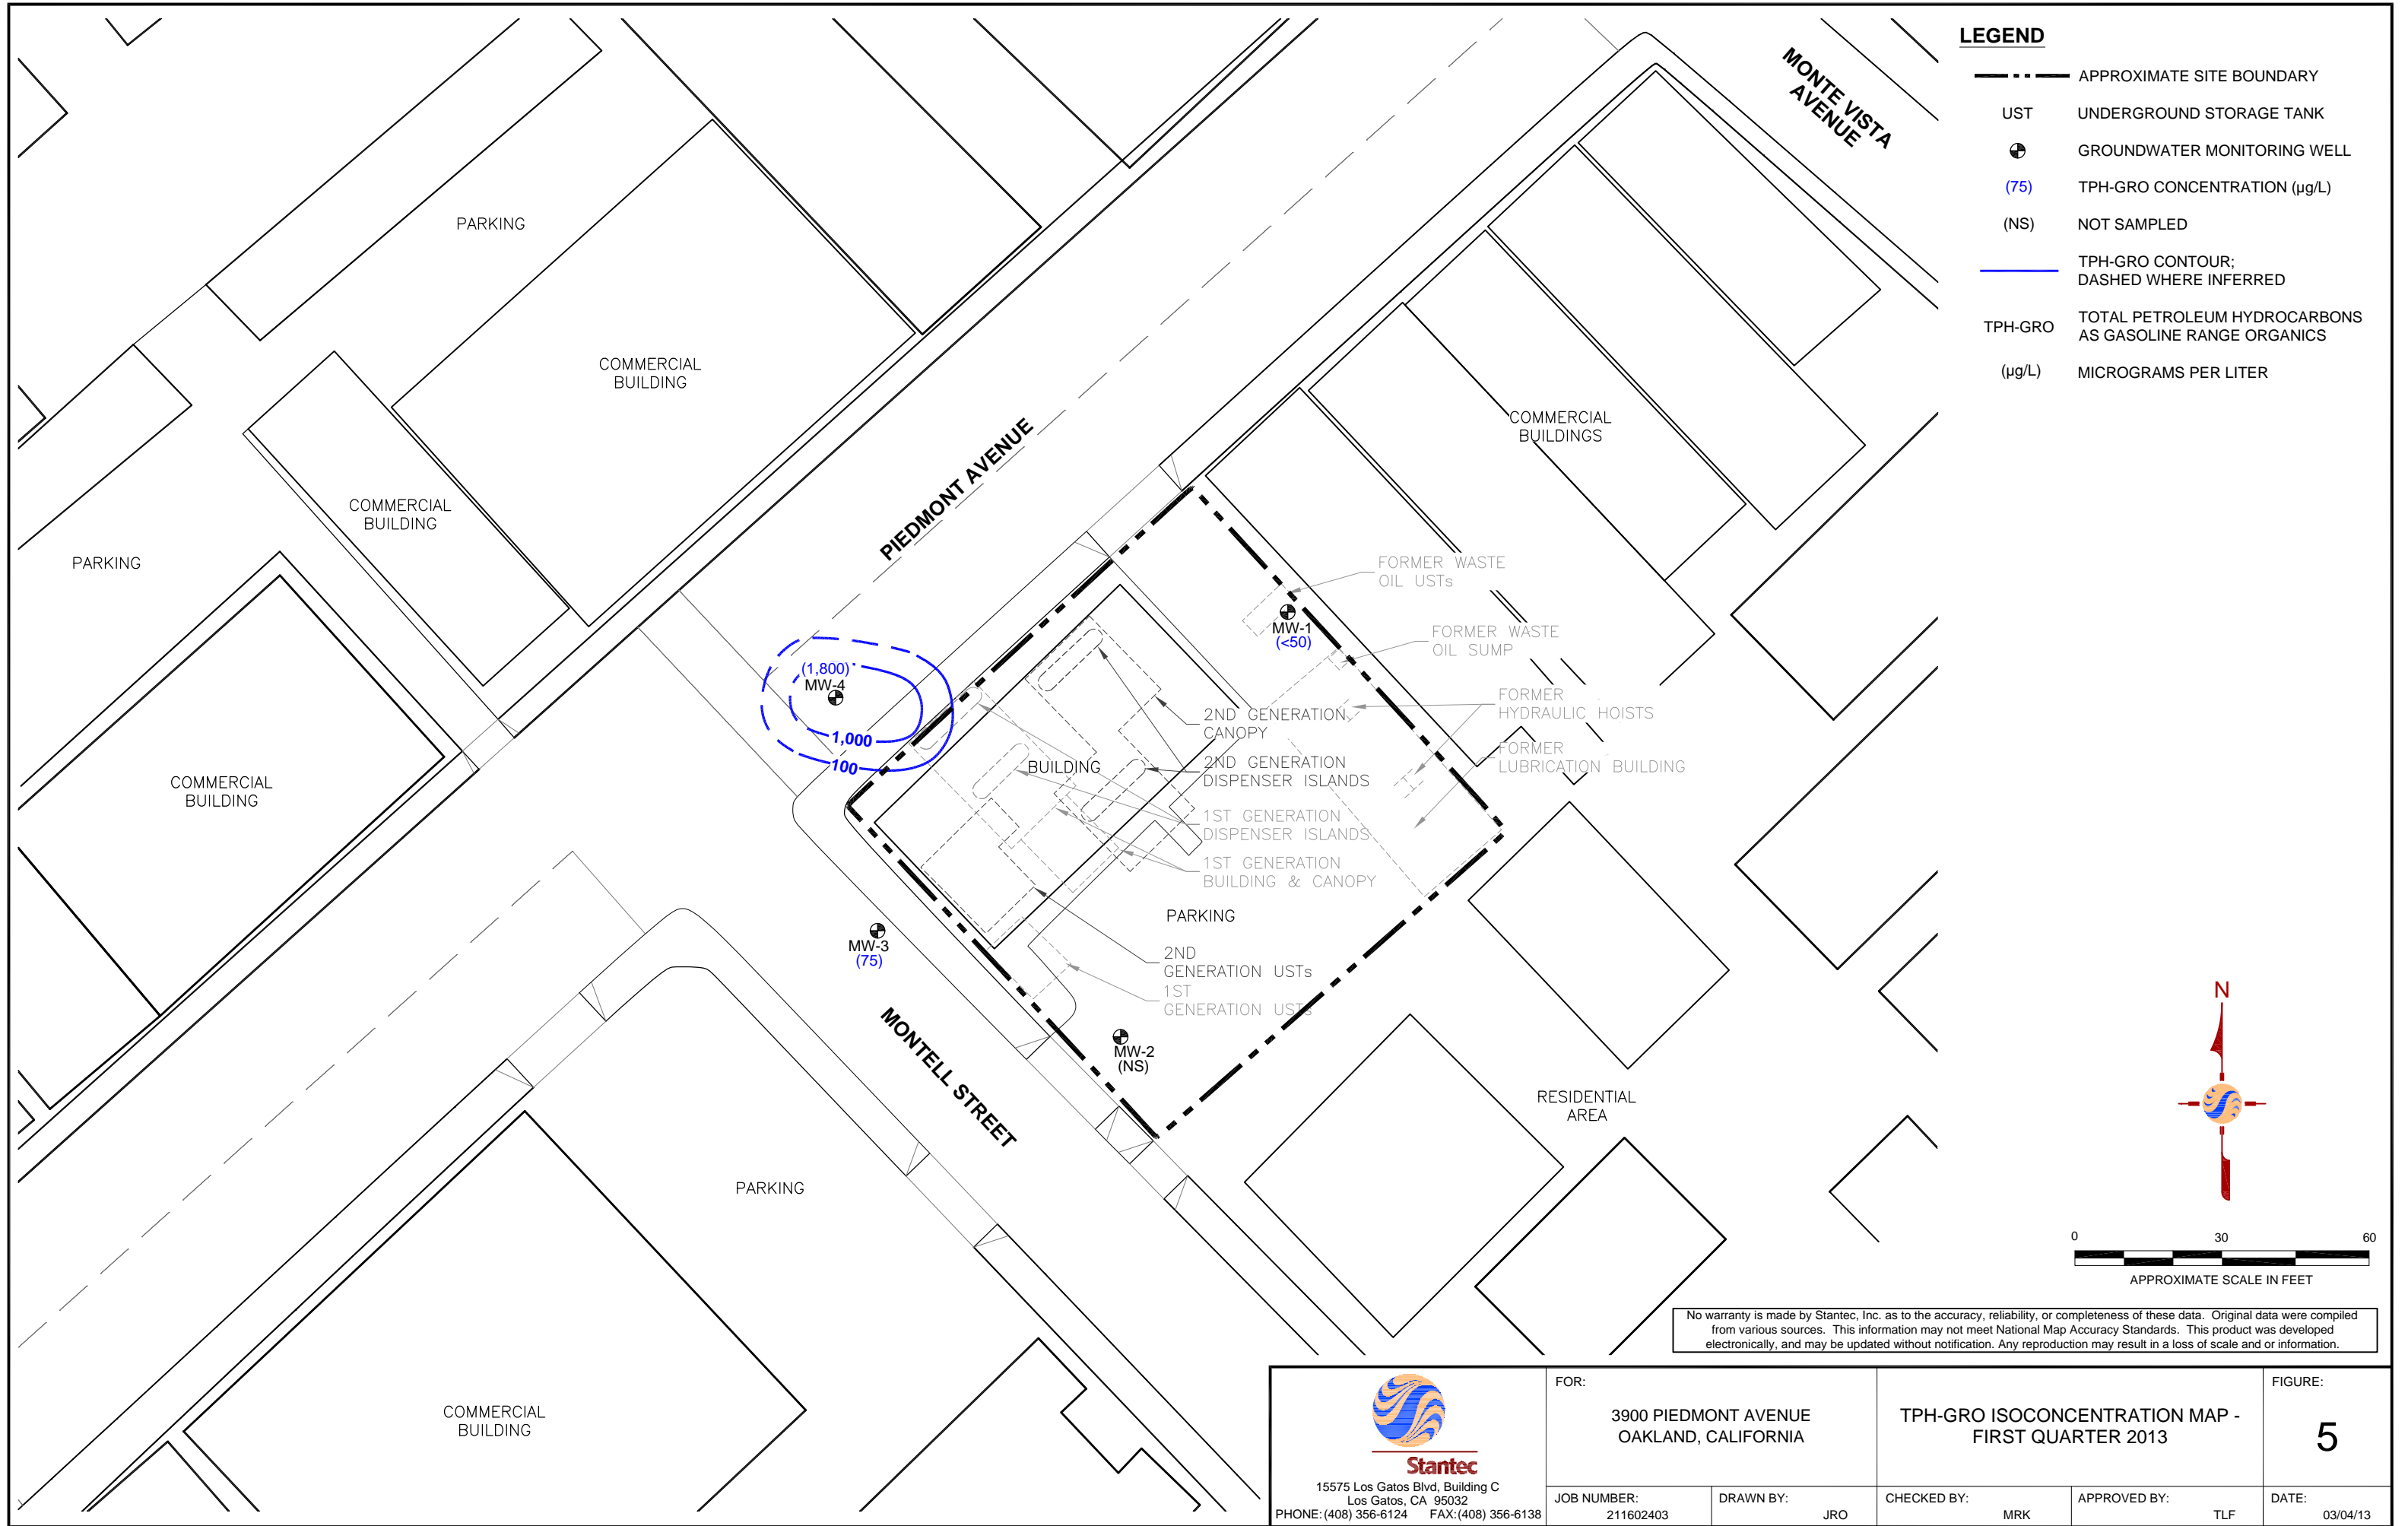 LEGEND
APPROXIMATE SITE BOUNDARY
UST UNDERGROUND STORAGE TANK
GROUNDWATER MONITORING WELL
(75) TPH-GRO CONCENTRATION (µg/L)
(NS) NOT SAMPLED
TPH-GRO CONTOUR;
DASHED WHERE INFERRED
TPH-GRO TOTAL PETROLEUM HYDROCARBONS
AS GASOLINE RANGE ORGANICS
(µg/L) MICROGRAMS PER LITER
MONTE VISTA
AVENUE
PARKING
COMMERCIAL
BUILDING
COMMERCIAL
BUILDINGS
PIEDMONT AVENUE
COMMERCIAL
BUILDING
PARKING
FORMER WASTE
OIL USTs
MW-1
(<50)
FORMER WASTE
OIL SUMP
(1,800)
MW-4
1,000
100
FORMER
HYDRAULIC HOISTS
2ND GENERATION
CANOPY
FORMER
LUBRICATION BUILDING
BUILDING
2ND GENERATION
DISPENSER ISLANDS
COMMERCIAL
BUILDING
1ST GENERATION
DISPENSER ISLANDS
1ST GENERATION
BUILDING & CANOPY
PARKING
MW-3
(75)
2ND
GENERATION USTs
1ST
GENERATION USTs
MW-2
(NS)
MONTELL STREET
RESIDENTIAL
AREA
PARKING
COMMERCIAL
BUILDING
N
0 30 60
APPROXIMATE SCALE IN FEET
No warranty is made by Stantec, Inc. as to the accuracy, reliability, or completeness of these data. Original data were compiled
from various sources. This information may not meet National Map Accuracy Standards. This product was developed
electronically, and may be updated without notification. Any reproduction may result in a loss of scale and or information.
Stantec
15575 Los Gatos Blvd, Building C
Los Gatos, CA 95032
PHONE:(408) 356-6124 FAX:(408) 356-6138
FOR:
3900 PIEDMONT AVENUE
OAKLAND, CALIFORNIA
TPH-GRO ISOCONCENTRATION MAP -
FIRST QUARTER 2013
FIGURE:
5
JOB NUMBER:
211602403
DRAWN BY:
JRO
CHECKED BY:
MRK
APPROVED BY:
TLF
DATE:
03/04/13